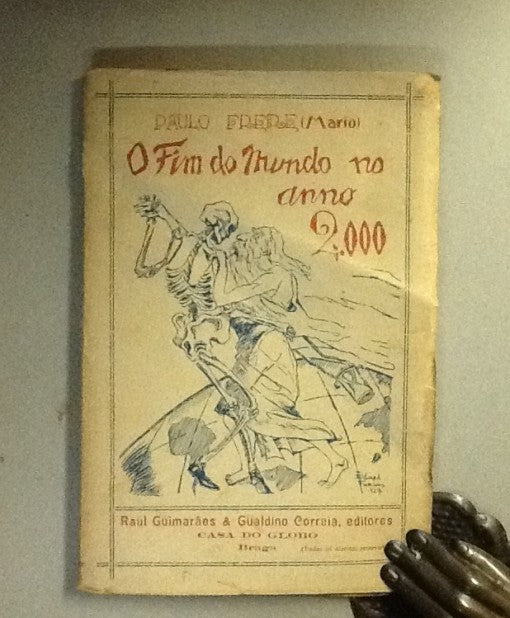 PAULO FREIRE (Mario)
O Fim do Mundo no
anno
2.000
Raul Guimarães & Gualdino Correia, editores
CASA DO GLOBO
Braga